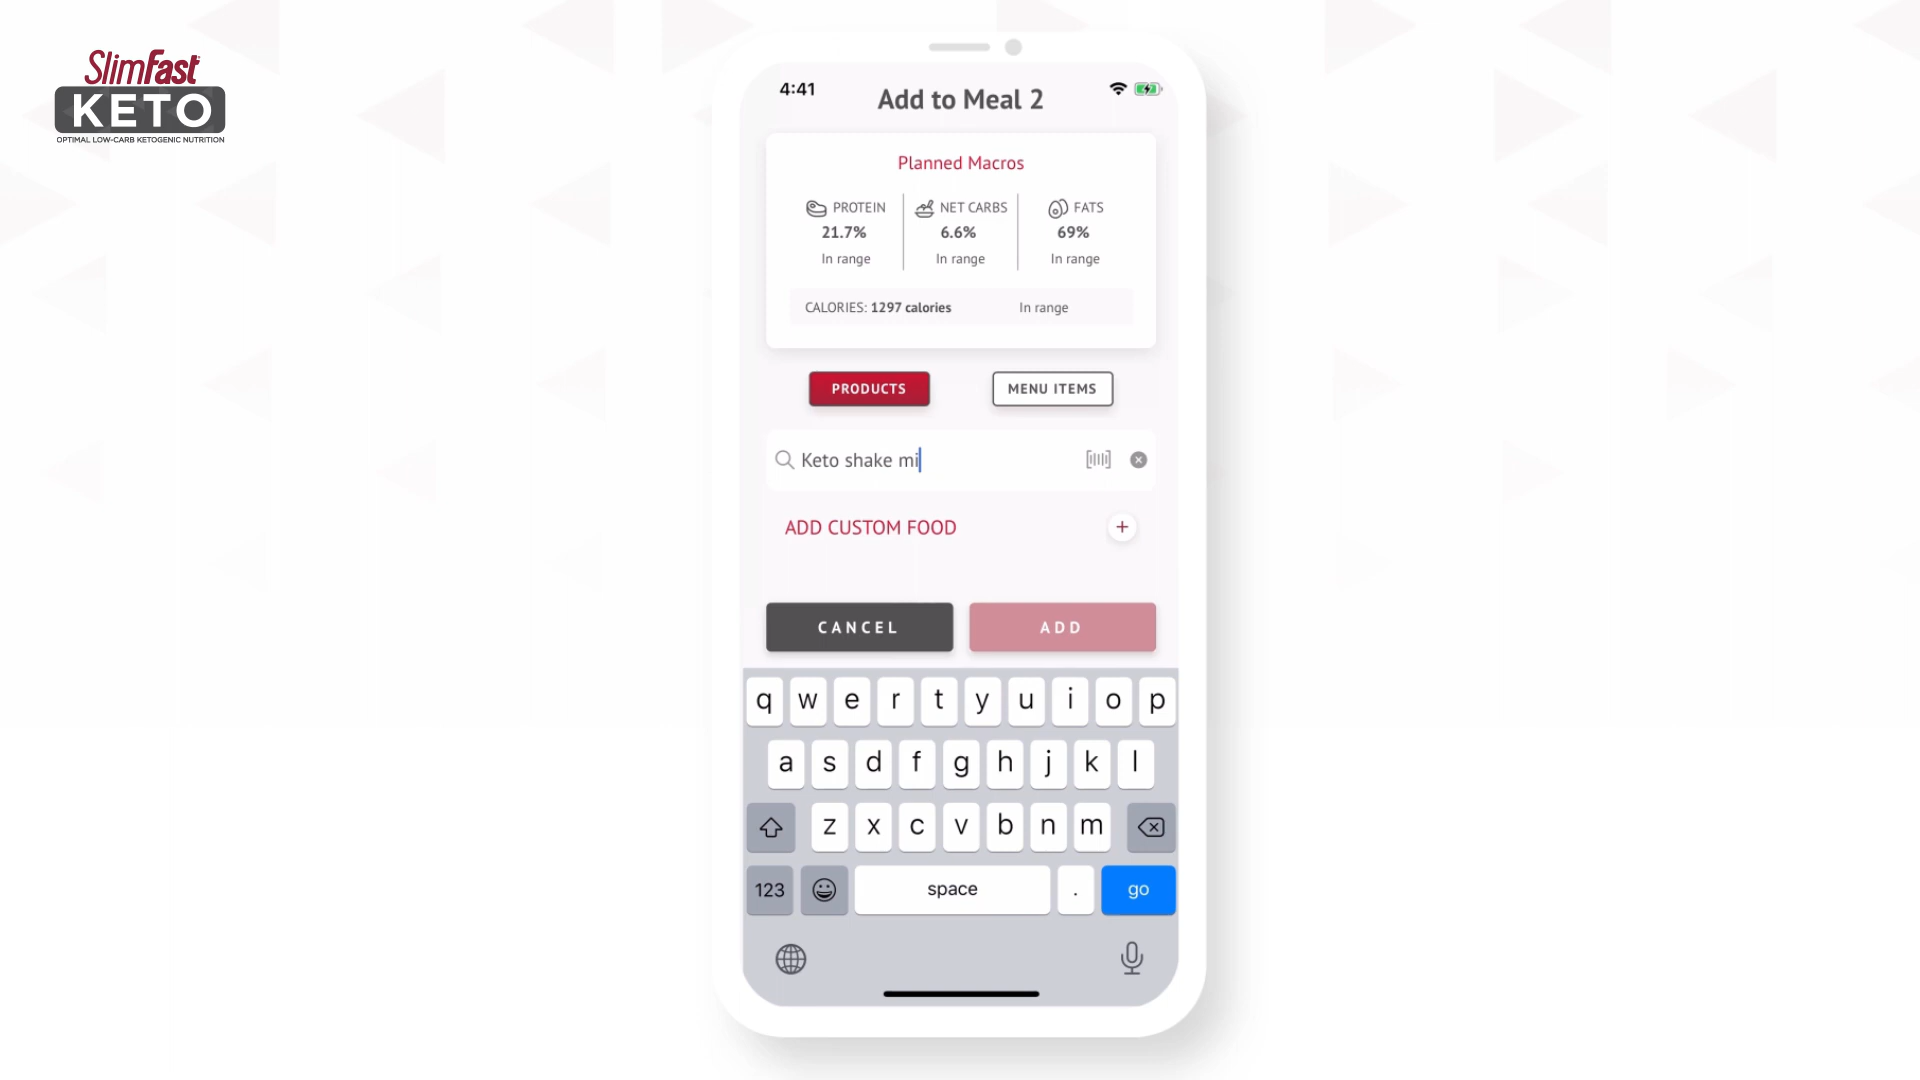 SlimFast
KETO
OPTIMAL LOW-CARB KETOGENIC NUTRITION
4:41
Add to Meal 2
Planned Macros
PROTEIN NET CARBS FATS
21.7% 6.6% 69%
In range In range In range
CALORIES: 1297 calories In range
PRODUCTS MENU ITEMS
Keto shake mi
ADD CUSTOM FOOD +
CANCEL ADD
q w e r t y u i o p
a s d f g h j k l
z x c v b n m
123 space . go